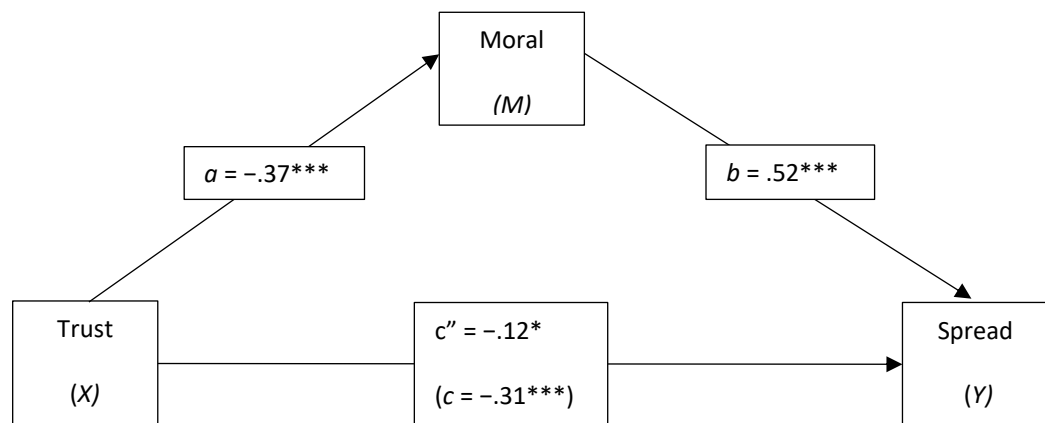 Moral
(M)
a = −.37***
b = .52***
Trust
(X)
c” = −.12*
(c = −.31***)
Spread
(Y)